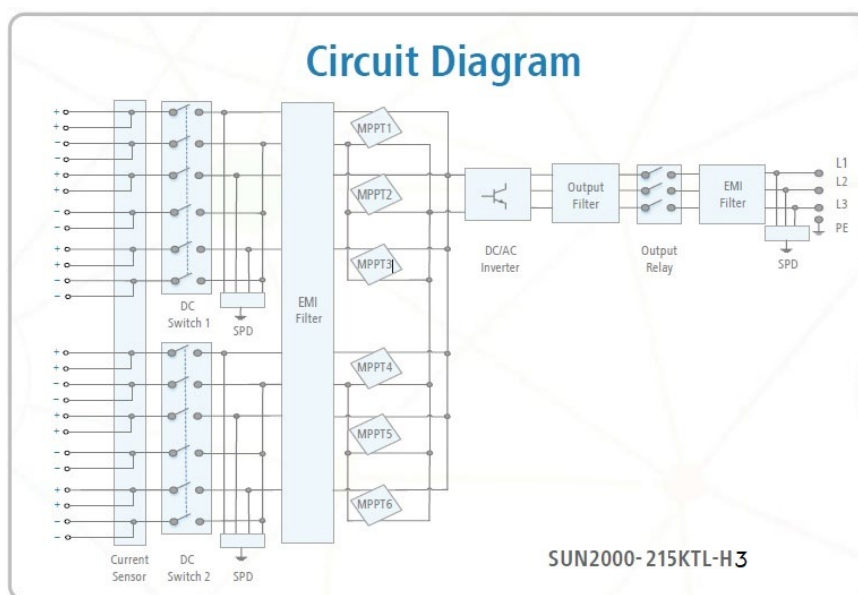 Circuit Diagram
+
+
−
−
+
+
−
−
+
+
−
−
MPPT1
MPPT2
MPPT3
EMI
Filter
DC
Switch 1
SPD
DC/AC
Inverter
Output
Filter
Output
Relay
EMI
Filter
L1
L2
L3
PE
SPD
+
+
−
−
+
+
−
−
+
+
−
−
MPPT4
MPPT5
MPPT6
Current
Sensor
DC
Switch 2
SPD
SUN2000-215KTL-H3